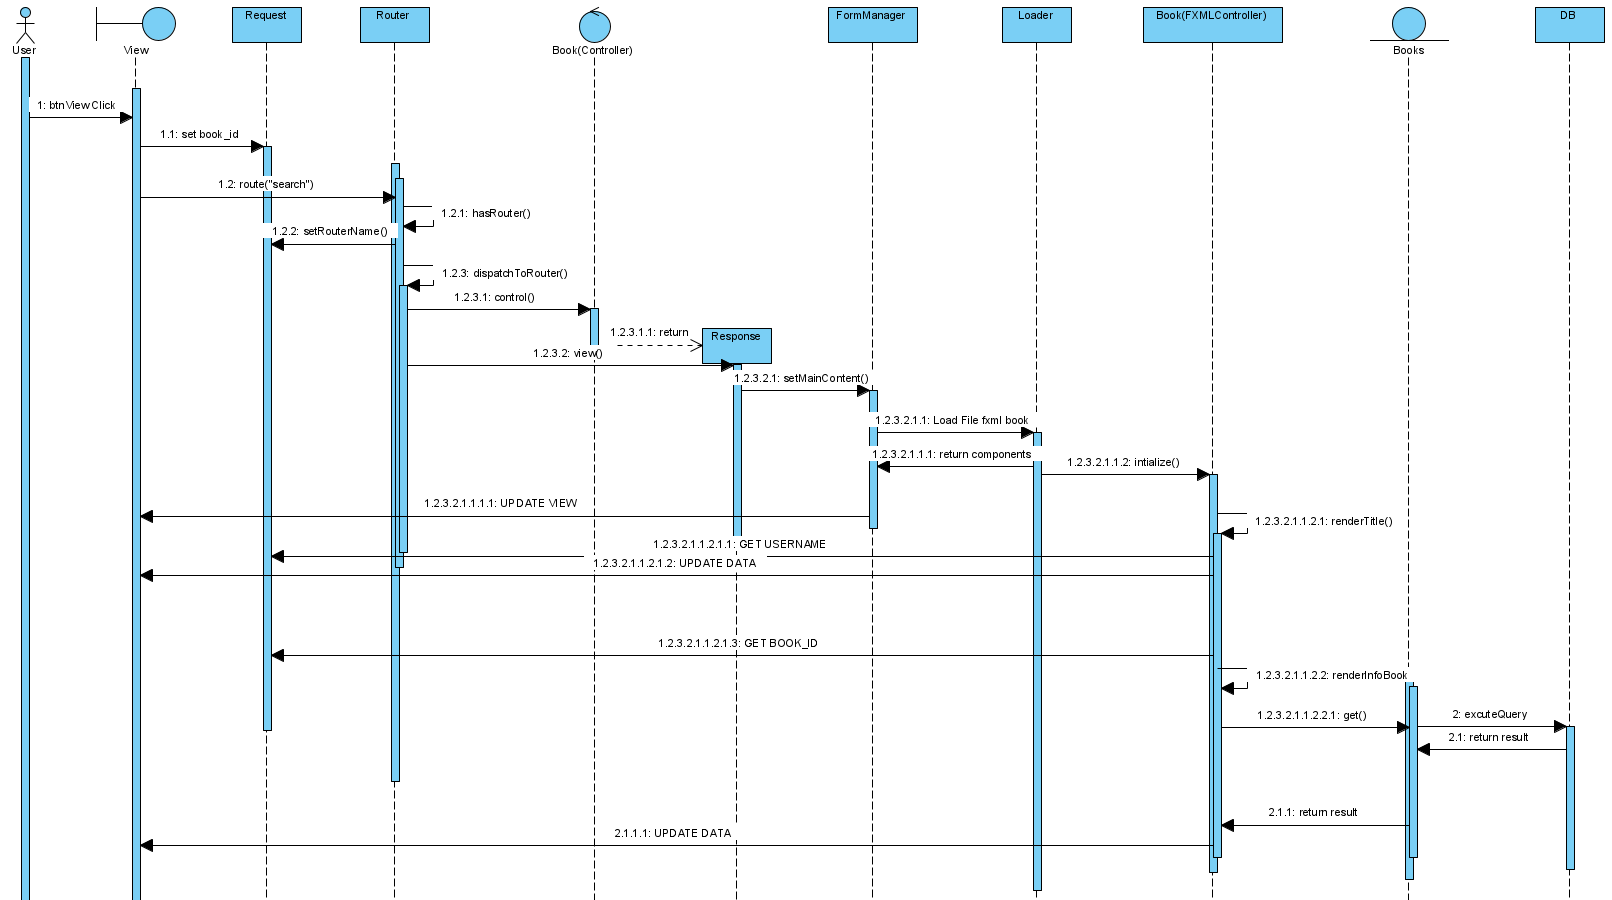 Request
Router
FormManager
Loader
Book(FXMLController)
DB
User
View
Book(Controller)
Books
1: btnViewClick
1.1: set book_id
1.2: route("search")
1.2.1: hasRouter()
1.2.2: setRouterName()
1.2.3: dispatchToRouter()
1.2.3.1: control()
1.2.3.1.1: return
Response
1.2.3.2: view()
1.2.3.2.1: setMainContent()
1.2.3.2.1.1: Load File fxml book
1.2.3.2.1.1.1: return components
1.2.3.2.1.1.2: intialize()
1.2.3.2.1.1.1.1: UPDATE VIEW
1.2.3.2.1.1.2.1: renderTitle()
1.2.3.2.1.1.2.1.1: GET USERNAME
1.2.3.2.1.1.2.1.2: UPDATE DATA
1.2.3.2.1.1.2.1.3: GET BOOK_ID
1.2.3.2.1.1.2.2: renderInfoBook
1.2.3.2.1.1.2.2.1: get()
2: excuteQuery
2.1: return result
2.1.1: return result
2.1.1.1: UPDATE DATA